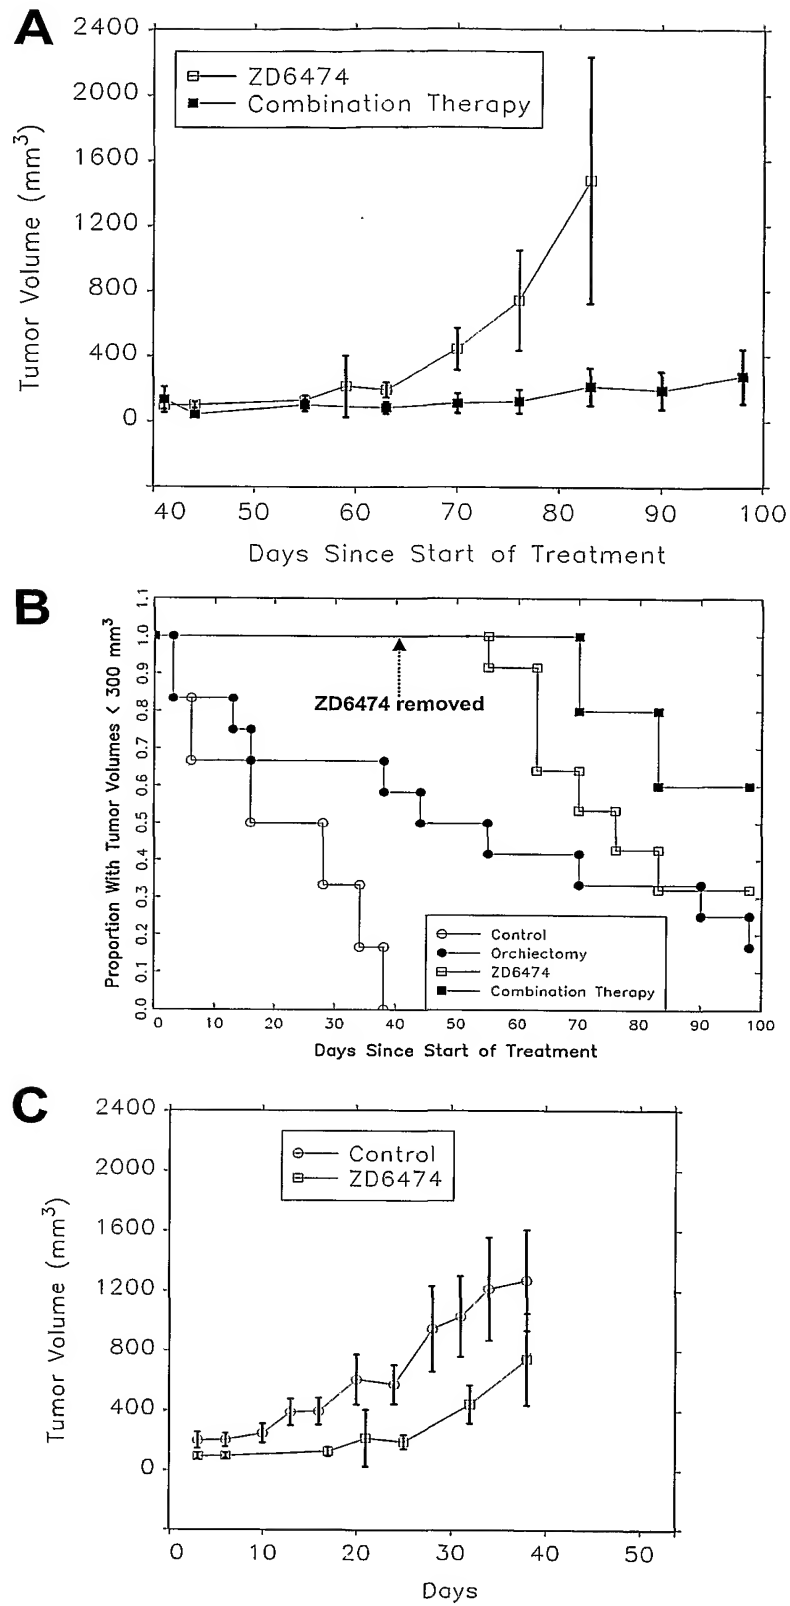 A
2400
2000
1600
1200
800
400
0
Tumor Volume (mm3)
ZD6474
Combination Therapy
40 50 60 70 80 90 100
Days Since Start of Treatment
B
1.1
1.0
0.9
0.8
0.7
0.6
0.5
0.4
0.3
0.2
0.1
0.0
Proportion With Tumor Volumes < 300 mm3
ZD6474 removed
Control
Orchiectomy
ZD6474
Combination Therapy
0 10 20 30 40 50 60 70 80 90 100
Days Since Start of Treatment
C
2400
2000
1600
1200
800
400
0
Tumor Volume (mm3)
Control
ZD6474
0 10 20 30 40 50
Days